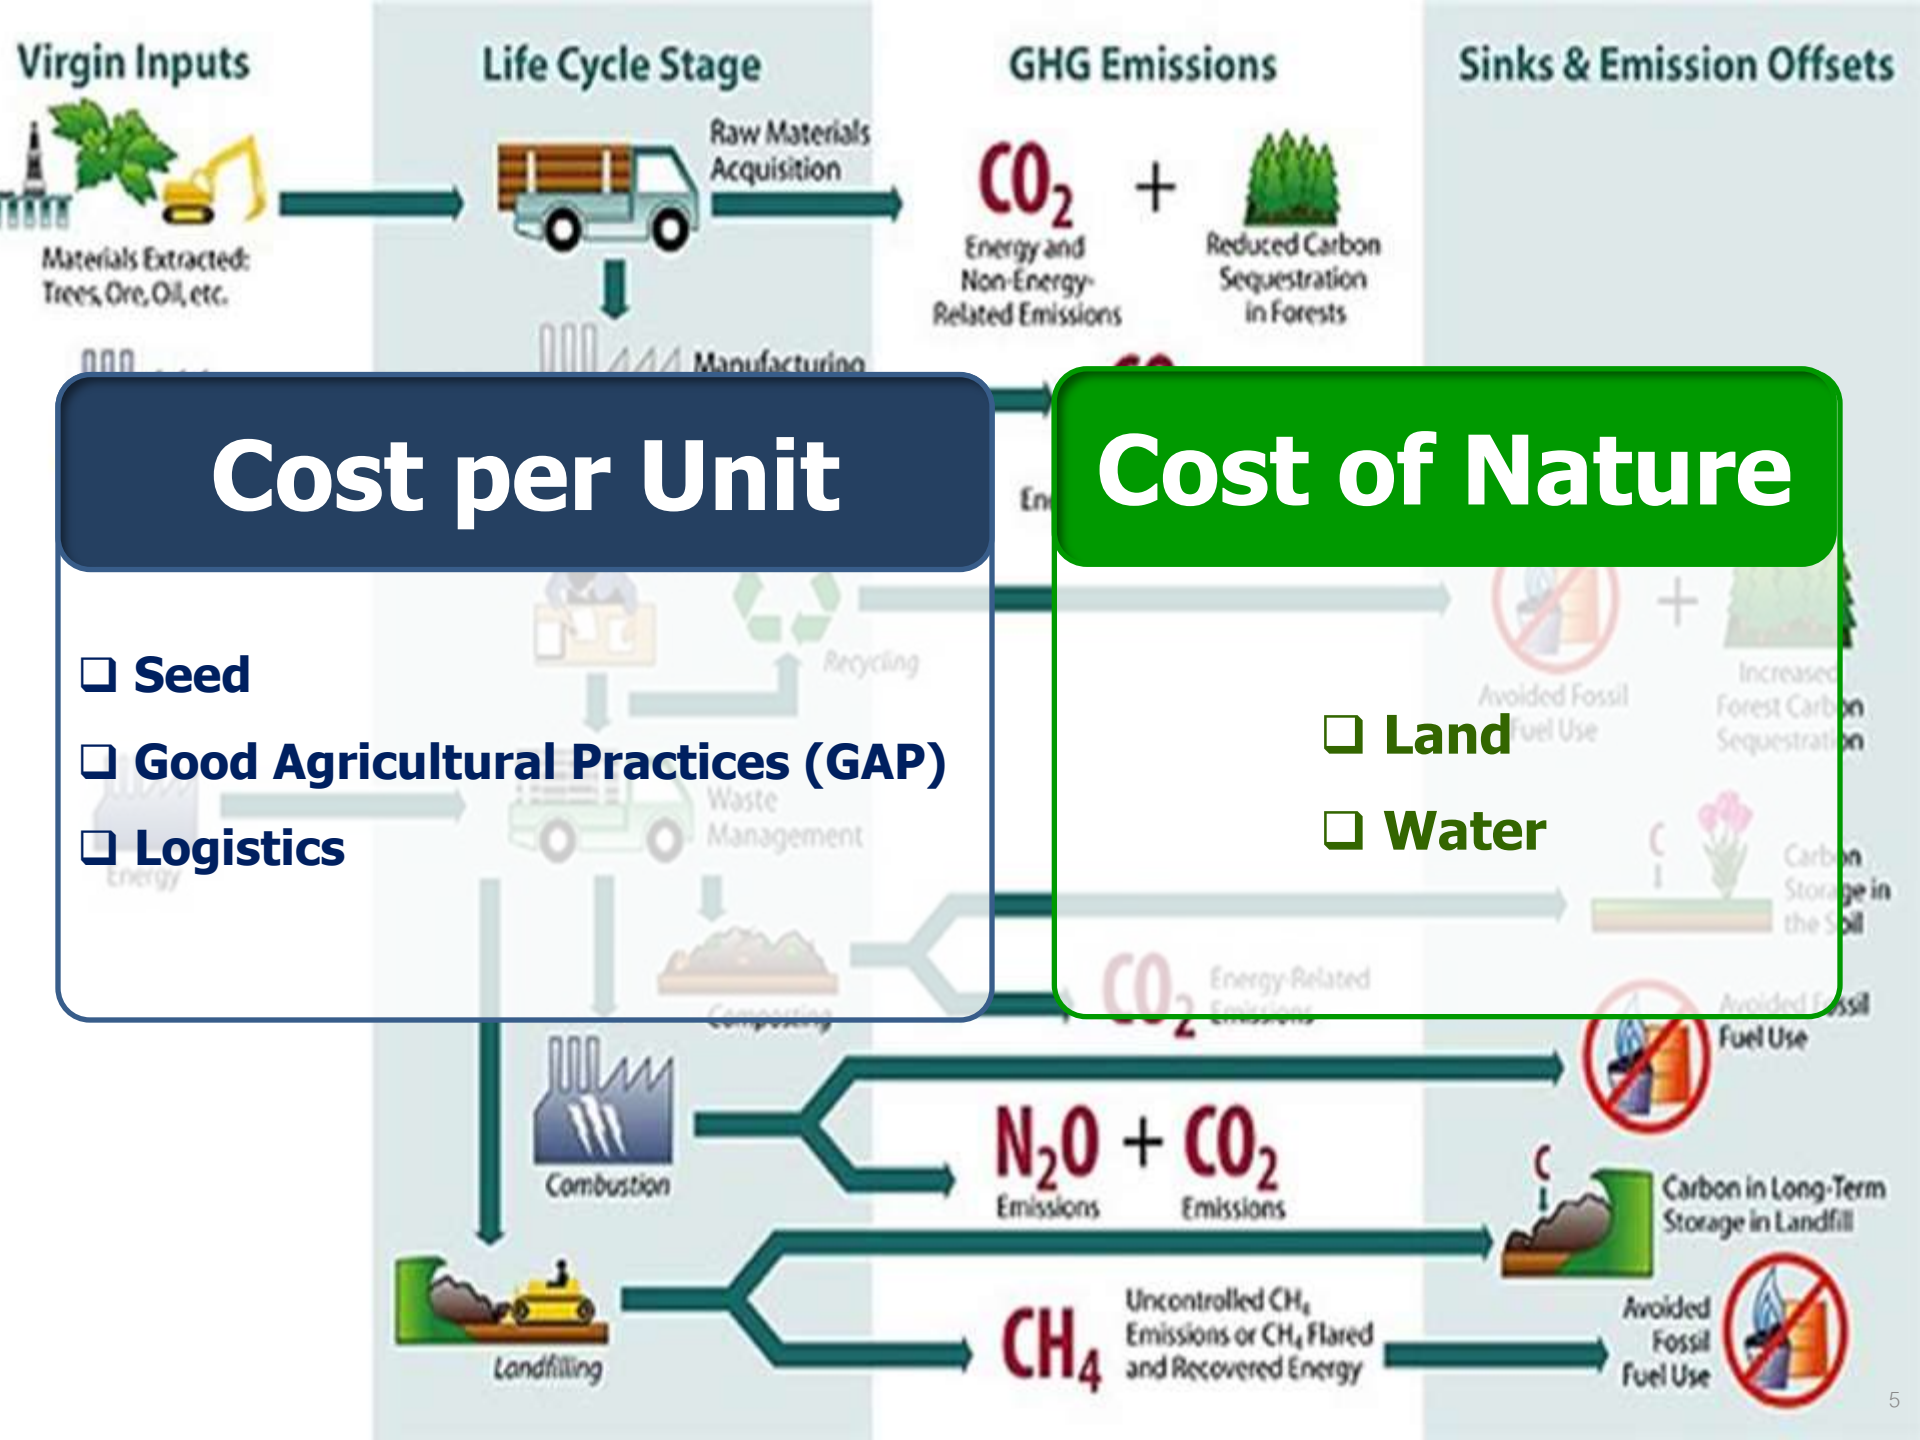 Virgin Inputs
Life Cycle Stage
GHG Emissions
Sinks & Emission Offsets
Raw Materials
Acquisition
CO2
+
Materials Extracted:
Trees, Ore, Oil, etc.
Energy and
Non-Energy-
Related Emissions
Reduced Carbon
Sequestration
in Forests
Manufacturing
Cost per Unit
❑ Seed
❑ Good Agricultural Practices (GAP)
❑ Logistics
Cost of Nature
❑ Land
❑ Water
Recycling
+
Avoided Fossil
Fuel Use
Increased
Forest Carbon
Sequestration
Energy
Waste
Management
C
Carbon
Storage in
the Soil
Composting
CO2
Energy-Related
Emissions
Avoided Fossil
Fuel Use
Combustion
N2O + CO2
Emissions
Emissions
C
Carbon in Long-Term
Storage in Landfill
Landfilling
CH4
Uncontrolled CH4
Emissions or CH4 Flared
and Recovered Energy
Avoided
Fossil
Fuel Use
5